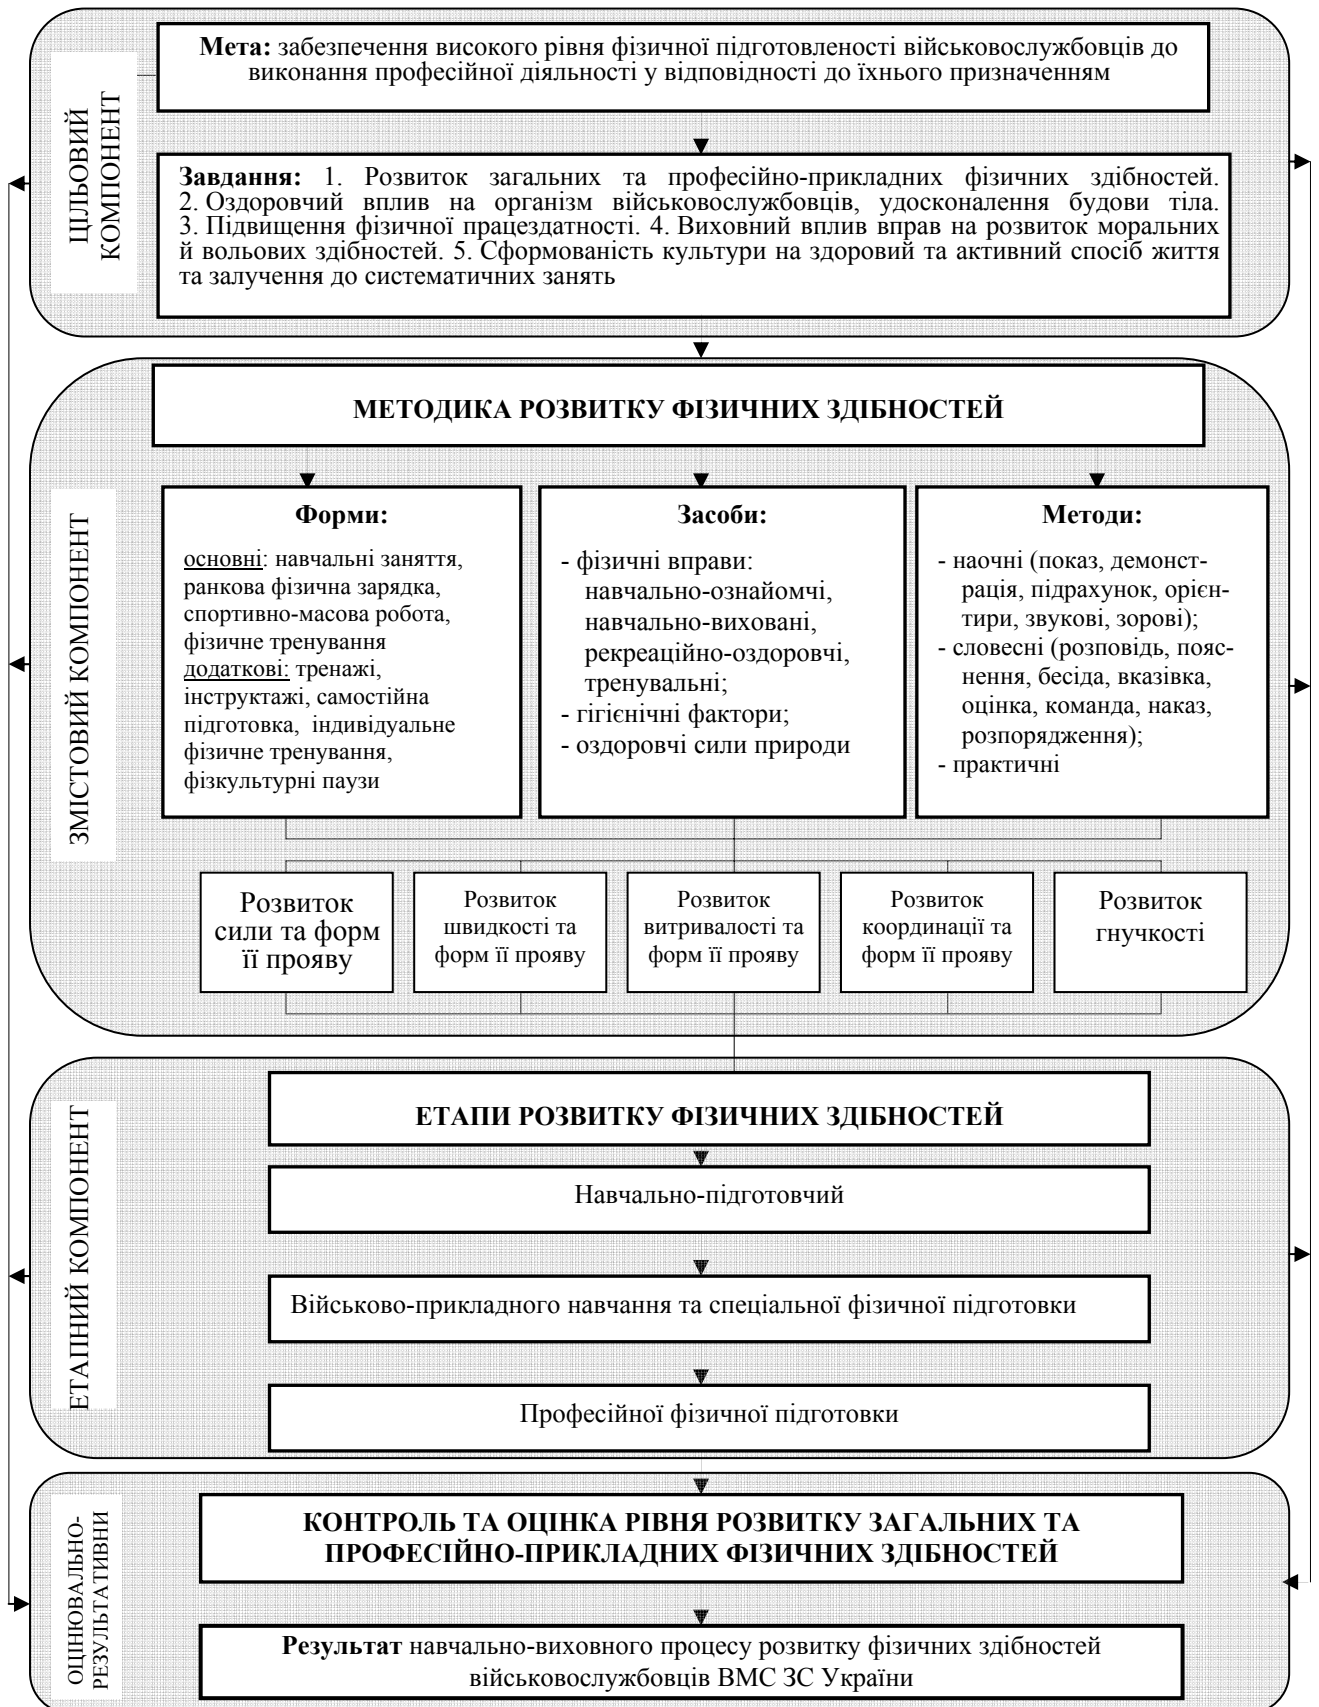 ЦІЛЬОВИЙ
КОМПОНЕНТ
Мета: забезпечення високого рівня фізичної підготовленості військовослужбовців до
виконання професійної діяльності у відповідності до їхнього призначенням
Завдання: 1. Розвиток загальних та професійно-прикладних фізичних здібностей.
2. Оздоровчий вплив на організм військовослужбовців, удосконалення будови тіла.
3. Підвищення фізичної працездатності. 4. Виховний вплив вправ на розвиток моральних
й вольових здібностей. 5. Сформованість культури на здоровий та активний спосіб життя
та залучення до систематичних занять
ЗМІСТОВИЙ КОМПОНЕНТ
МЕТОДИКА РОЗВИТКУ ФІЗИЧНИХ ЗДІБНОСТЕЙ
Форми:
основні: навчальні заняття,
ранкова фізична зарядка,
спортивно-масова робота,
фізичне тренування
додаткові: тренажі,
інструктажі, самостійна
підготовка, індивідуальне
фізичне тренування,
фізкультурні паузи
Засоби:
- фізичні вправи:
навчально-ознайомчі,
навчально-виховані,
рекреаційно-оздоровчі,
тренувальні;
- гігієнічні фактори;
- оздоровчі сили природи
Методи:
- наочні (показ, демонст-
рація, підрахунок, орієн-
тири, звукові, зорові);
- словесні (розповідь, пояс-
нення, бесіда, вказівка,
оцінка, команда, наказ,
розпорядження);
- практичні
Розвиток
сили та форм
її прояву
Розвиток
швидкості та
форм її прояву
Розвиток
витривалості та
форм її прояву
Розвиток
координації та
форм її прояву
Розвиток
гнучкості
ЕТАПНИЙ КОМПОНЕНТ
ЕТАПИ РОЗВИТКУ ФІЗИЧНИХ ЗДІБНОСТЕЙ
Навчально-підготовчий
Військово-прикладного навчання та спеціальної фізичної підготовки
Професійної фізичної підготовки
ОЦІНЮВАЛЬНО-
РЕЗУЛЬТАТИВНИ
КОНТРОЛЬ ТА ОЦІНКА РІВНЯ РОЗВИТКУ ЗАГАЛЬНИХ ТА
ПРОФЕСІЙНО-ПРИКЛАДНИХ ФІЗИЧНИХ ЗДІБНОСТЕЙ
Результат навчально-виховного процесу розвитку фізичних здібностей
військовослужбовців ВМС ЗС України